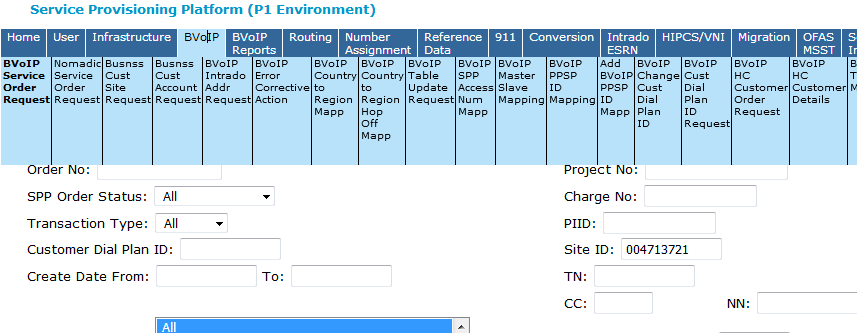 Service Provisioning Platform (P1 Environment)
Home User Infrastructure BVoIP BVoIP Reports Routing Number Assignment Reference Data 911 Conversion Intrado ESRN HIPCS/VNI Migration OFAS MSST
BVoIP Service Order Request
Nomadic Service Order Request
Busnss Cust Site Request
Busnss Cust Account Request
BVoIP Intrado Addr Request
BVoIP Error Corrective Action
BVoIP Country to Region Mapp
BVoIP Country to Region Hop Off Mapp
BVoIP Table Update Request
BVoIP SPP Access Num Mapp
BVoIP Master Slave Mapping
BVoIP PPSP ID Mapping
Add BVoIP PPSP ID Mapp
BVoIP Change Cust Dial Plan ID
BVoIP Cust Dial Plan ID Request
BVoIP HC Customer Order Request
BVoIP HC Customer Details
Order No: Project No:
SPP Order Status: All Charge No:
Transaction Type: All PIID:
Customer Dial Plan ID: Site ID: 004713721
Create Date From: To: TN:
CC: NN:
All